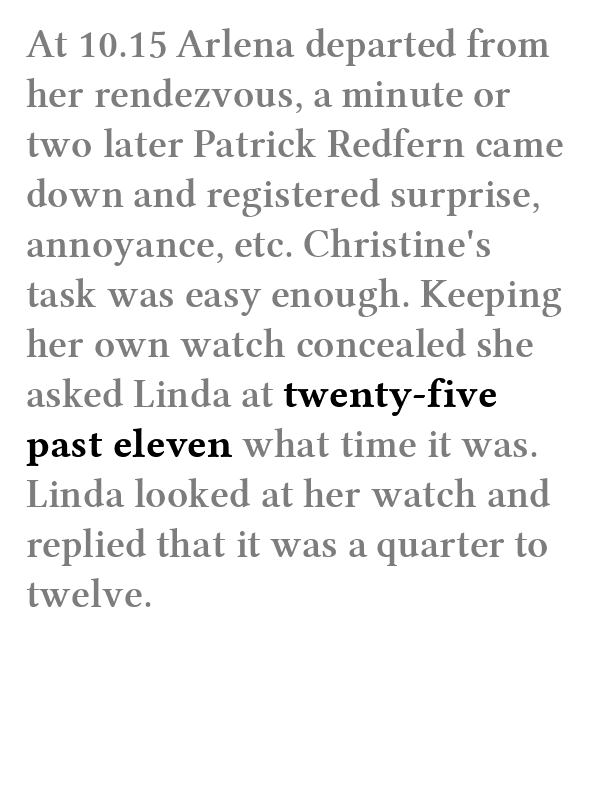 At 10.15 Arlena departed from
her rendezvous, a minute or
two later Patrick Redfern came
down and registered surprise,
annoyance, etc. Christine's
task was easy enough. Keeping
her own watch concealed she
asked Linda at twenty-five
past eleven what time it was.
Linda looked at her watch and
replied that it was a quarter to
twelve.